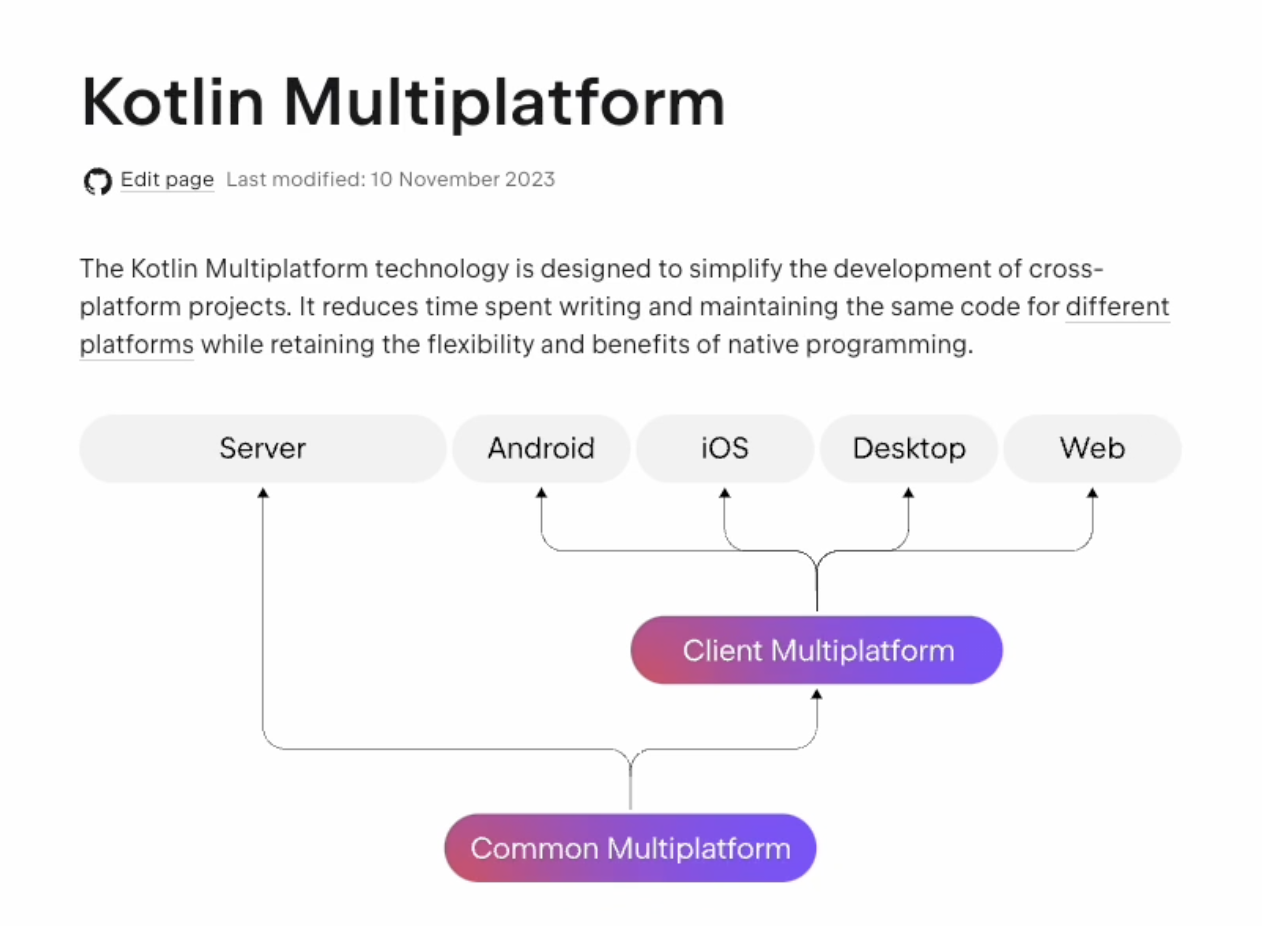 Kotlin Multiplatform
Edit page Last modified: 10 November 2023
The Kotlin Multiplatform technology is designed to simplify the development of cross-
platform projects. It reduces time spent writing and maintaining the same code for different
platforms while retaining the flexibility and benefits of native programming.
Server Android iOS Desktop Web
Client Multiplatform
Common Multiplatform